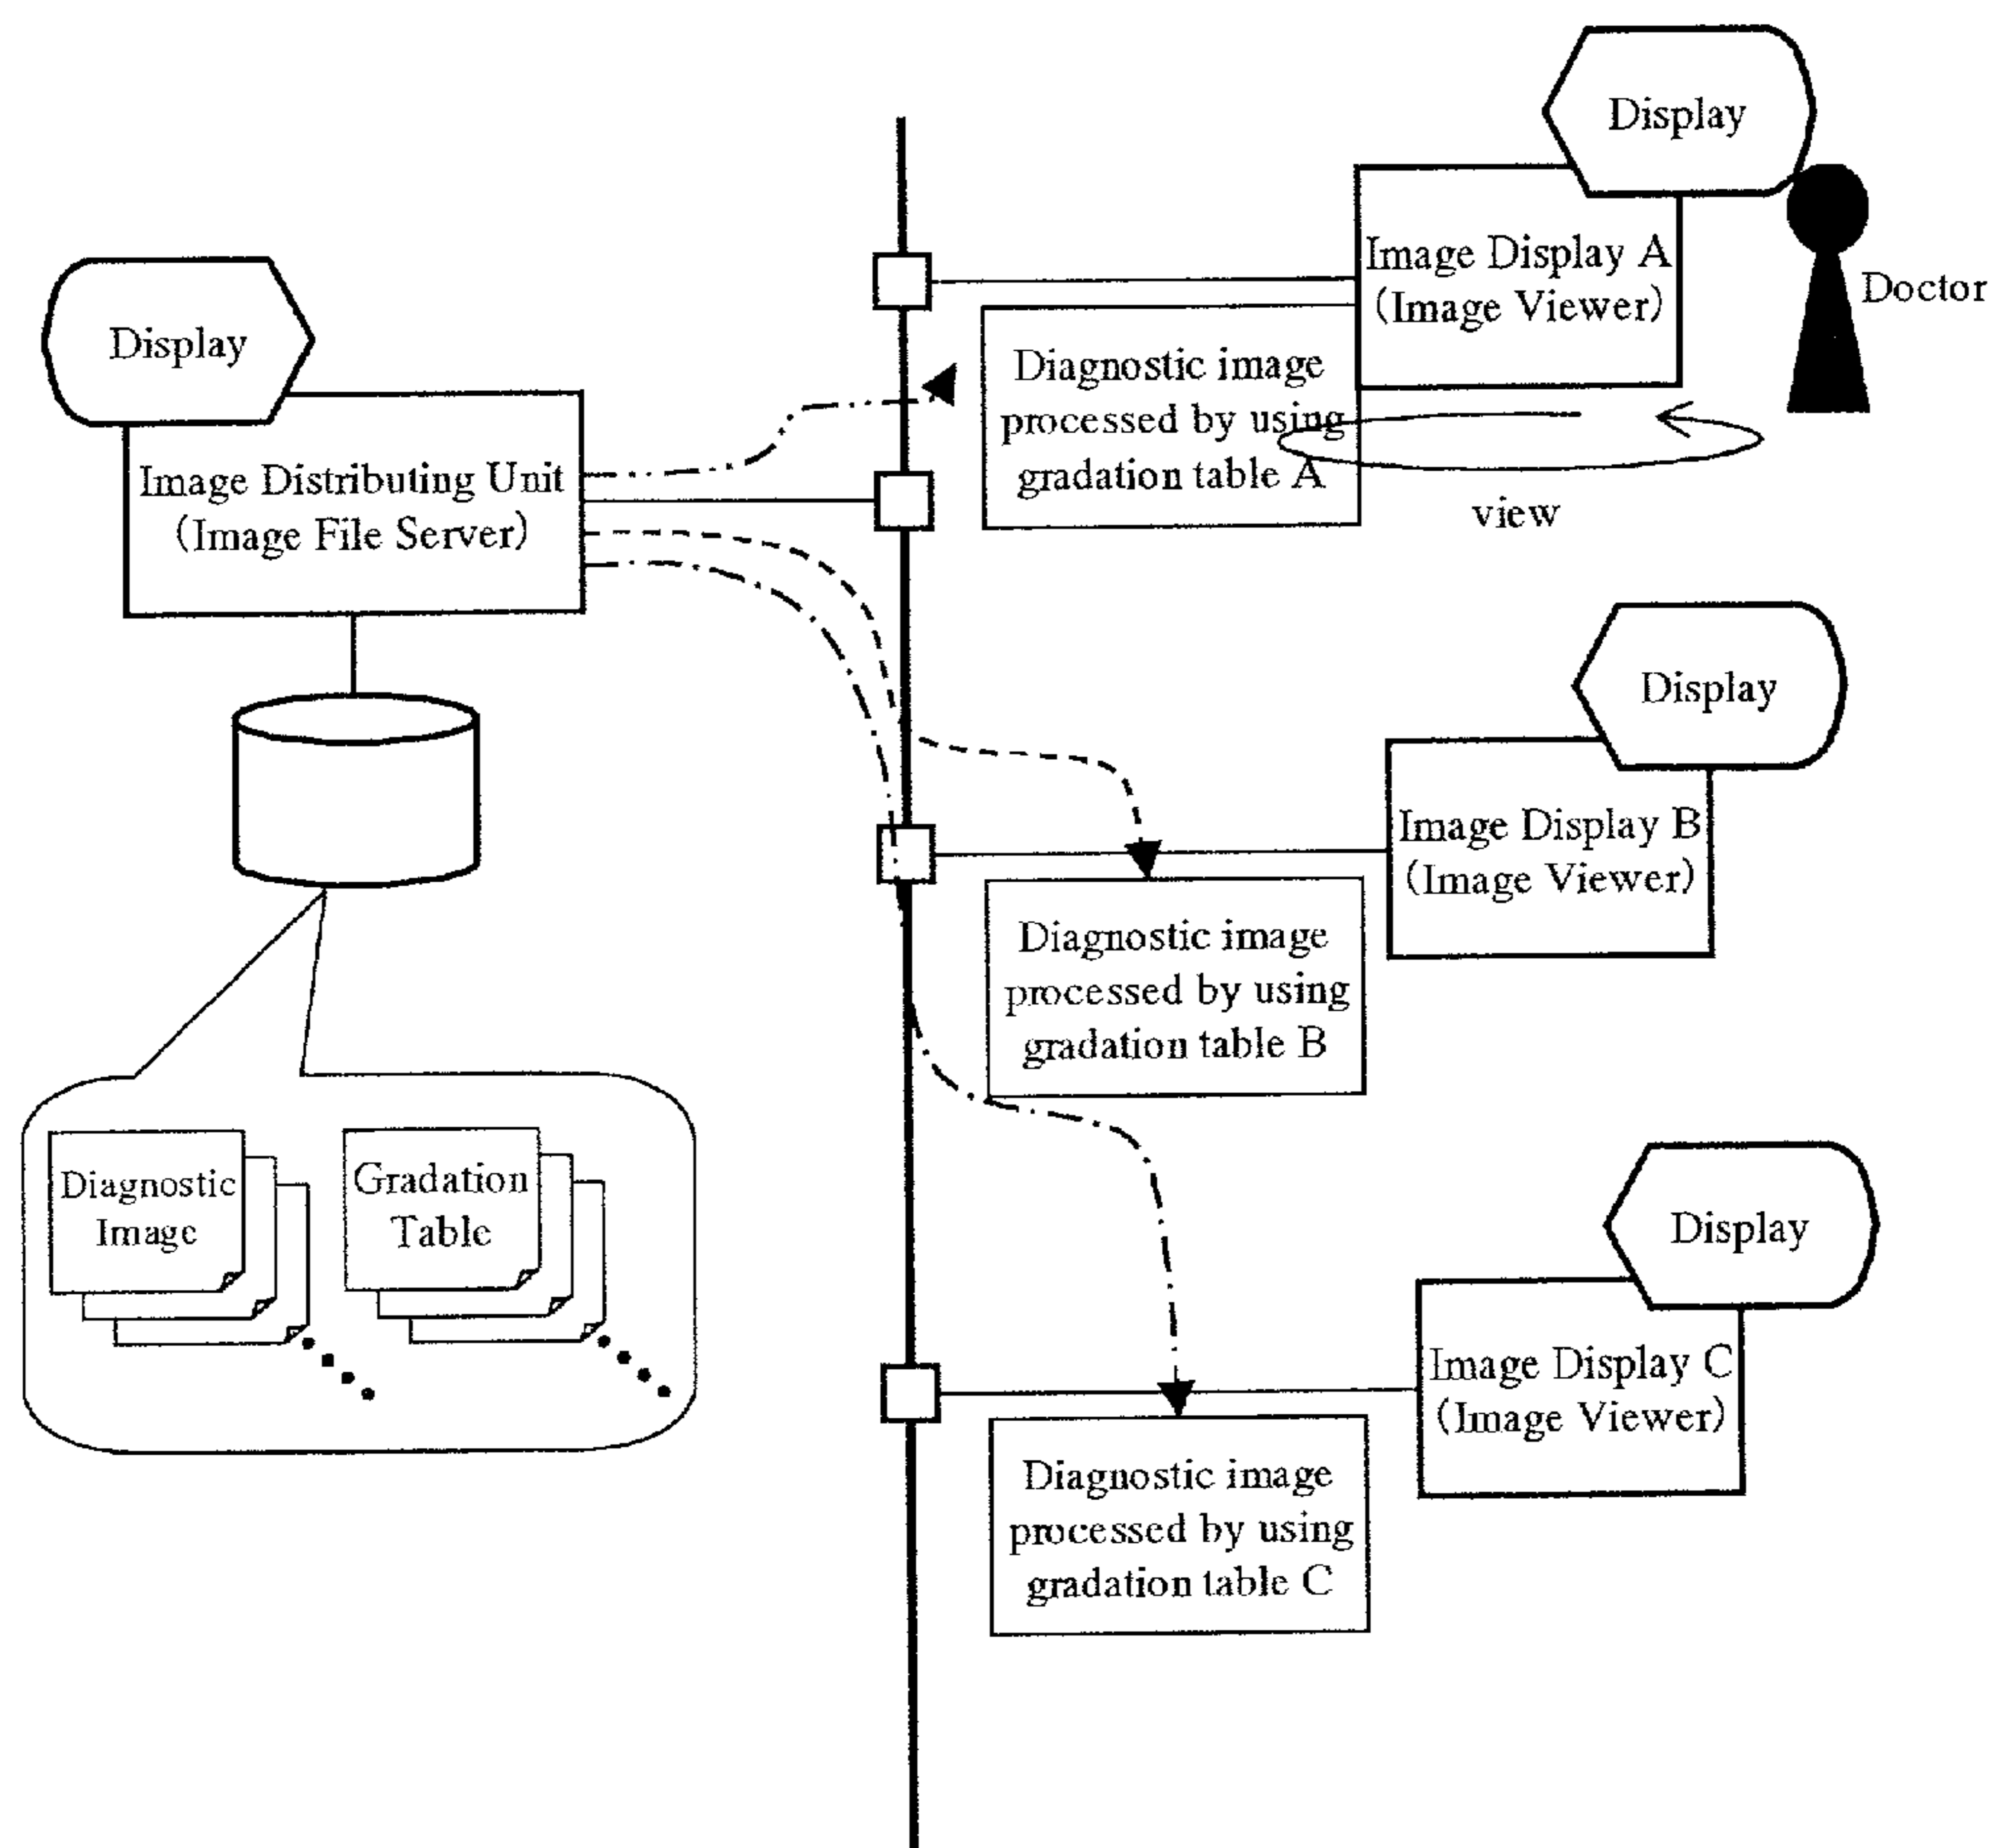 Display
Image Display A
(Image Viewer)
Doctor
Diagnostic image
processed by using
gradation table A
view
Display
Image Distributing Unit
(Image File Server)
Display
Image Display B
(Image Viewer)
Diagnostic image
processed by using
gradation table B
Diagnostic
Image
Gradation
Table
Display
Image Display C
(Image Viewer)
Diagnostic image
processed by using
gradation table C